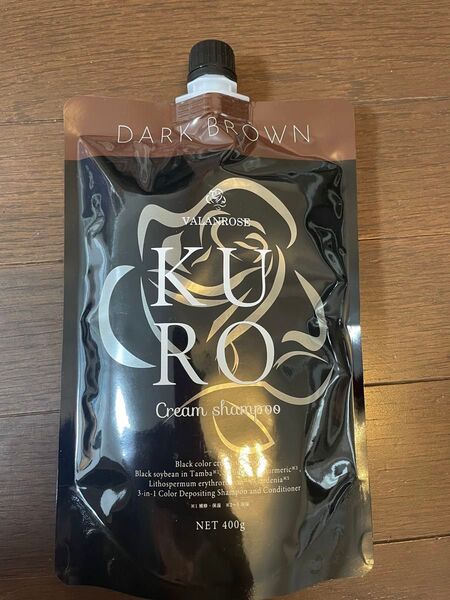 DARK BROWN
VALANROSE
KU
RO
Cream shampoo
Black color
Black soybean in Tamba
Lithospermum
3-in-1 Color Depositing Shampoo and Conditioner
NET 400g